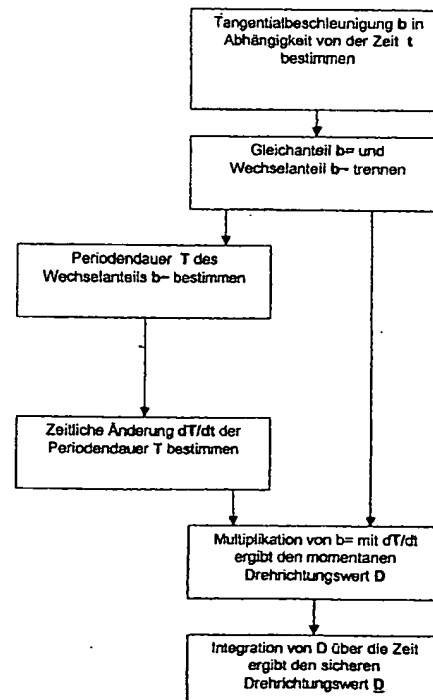 Tangentialbeschleunigung b in
Abhängigkeit von der Zeit t
bestimmen
Gleichanteil b= und
Wechselanteil b~ trennen
Periodendauer T des
Wechselanteils b~ bestimmen
Zeitliche Änderung dT/dt der
Periodendauer T bestimmen
Multiplikation von b= mit dT/dt
ergibt den momentanen
Drehrichtungswert D
Integration von D über die Zeit
ergibt den sicheren
Drehrichtungswert D